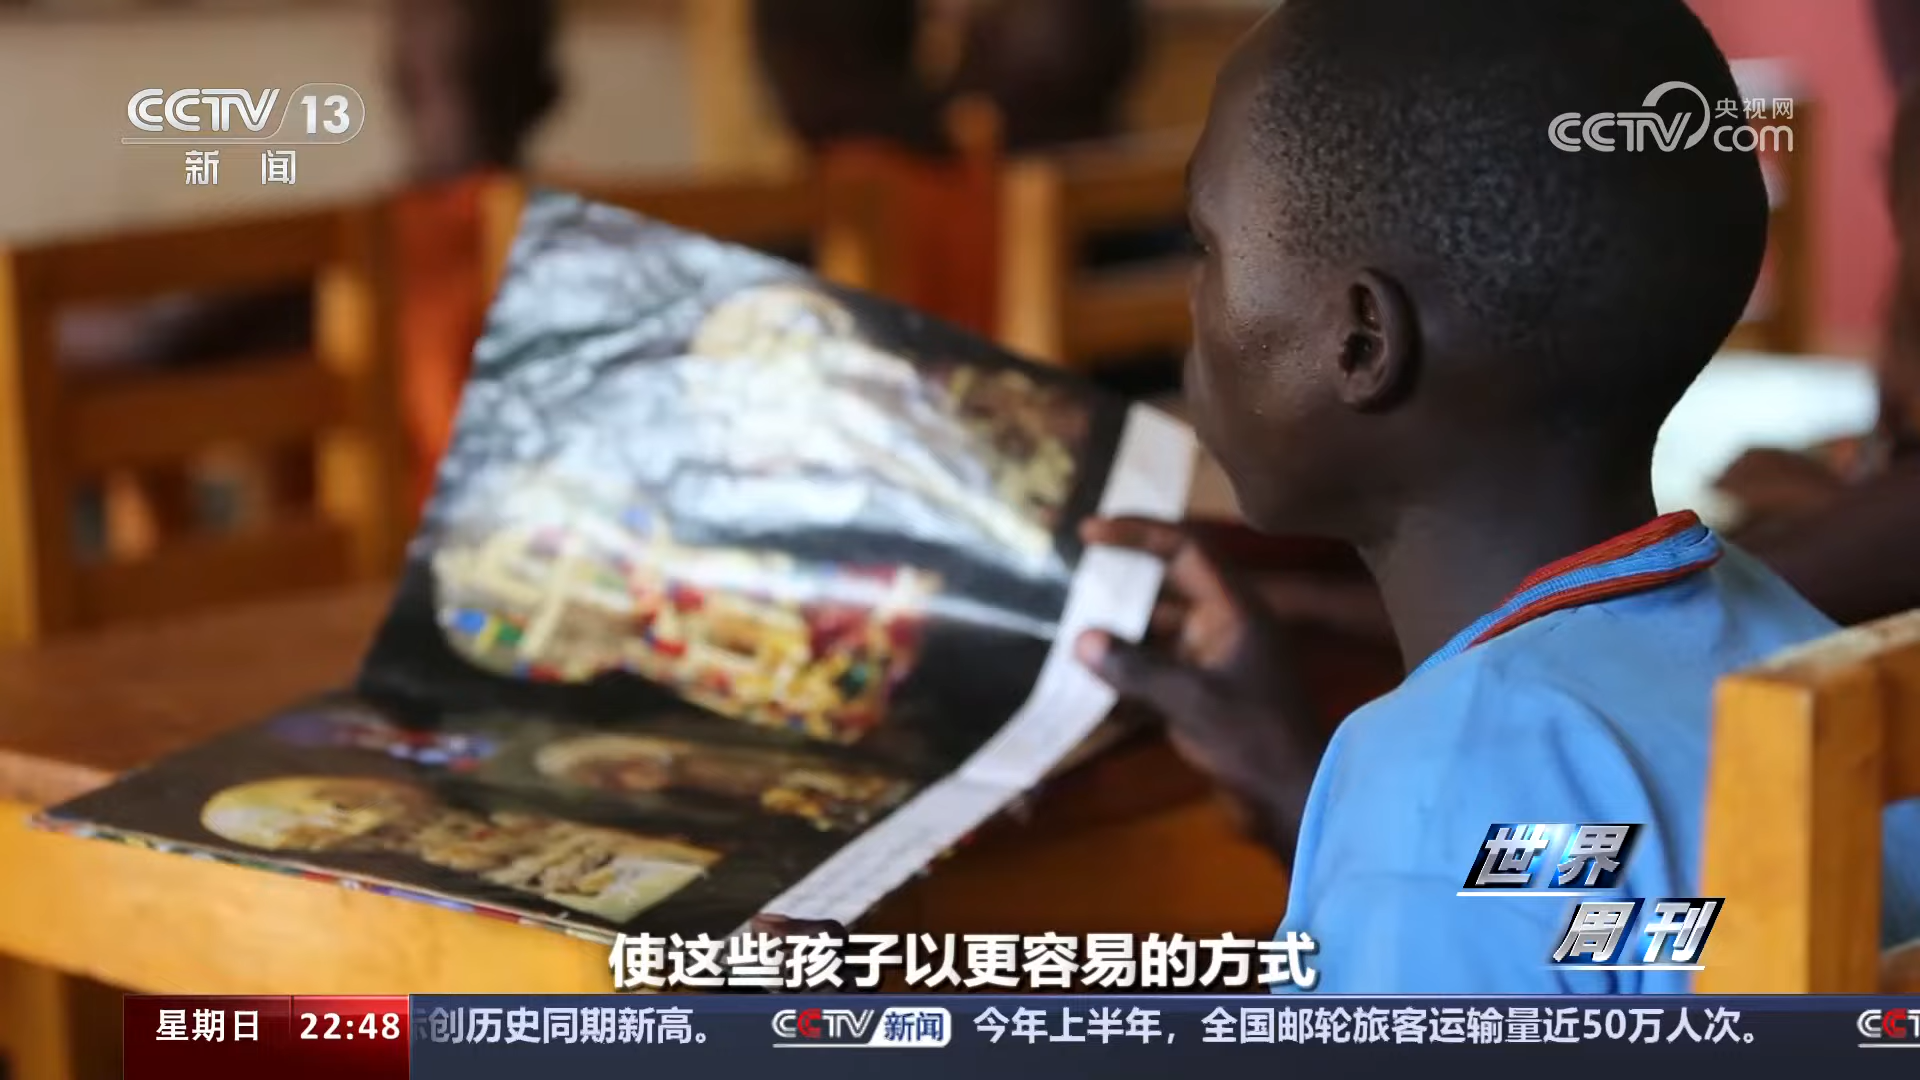 CCTV 13
新闻
央视网
CCTV.com
世界
周刊
使这些孩子以更容易的方式
星期日 22:48 创历史同期新高。 CCTV 新闻 今年上半年，全国邮轮旅客运输量近50万人次。